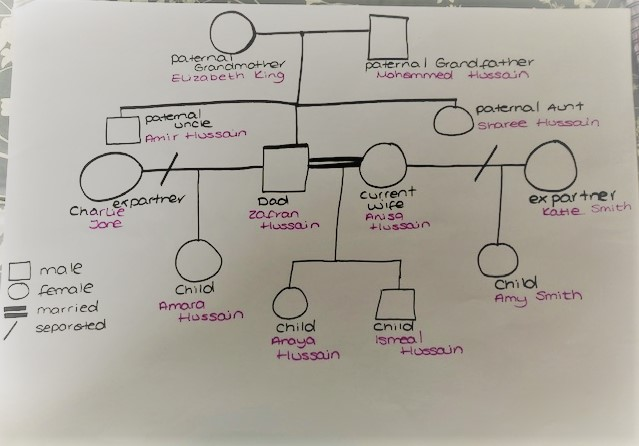 paternal
Grandmother
Elizabeth King
paternal Grandfather
Mohammed Hussain
paternal
uncle
Amir Hussain
paternal Aunt
Sharee Hussain
expartner
Charlie
Jone
Dad
Zafran
Hussain
current
wife
Anisa
Hussain
expartner
Katie Smith
male
female
married
separated
Child
Amara
Hussain
child
Araya
Hussain
Child
Ismeal
Hussain
Child
Amy Smith